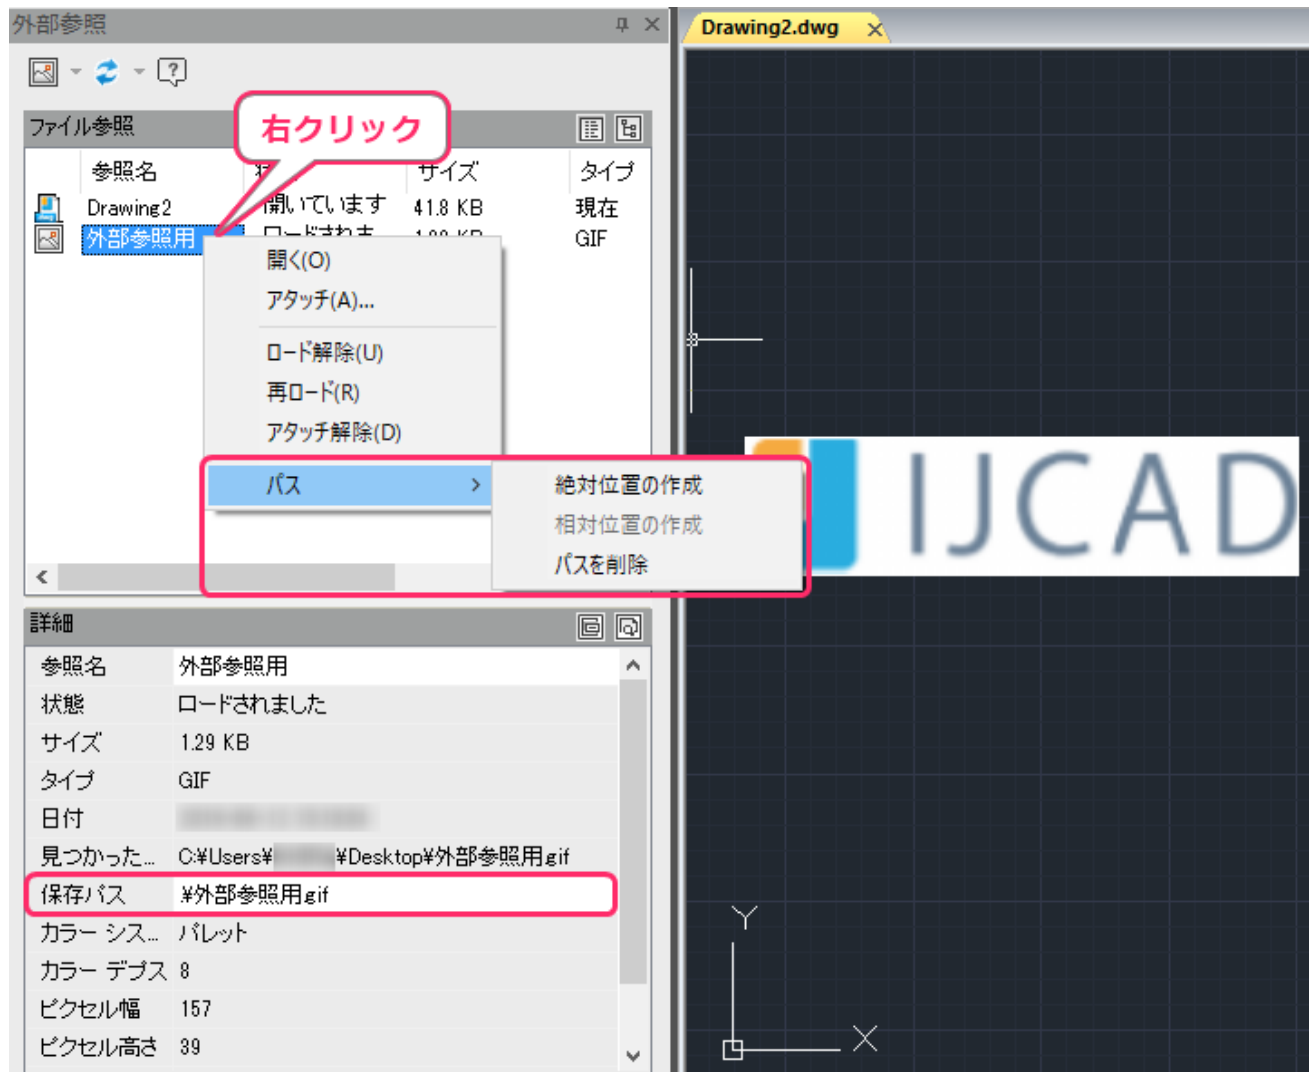 外部参照
Drawing2.dwg
ファイル参照
右クリック
参照名 サイズ タイプ
Drawing2 開いています 41.8 KB 現在
外部参照用 GIF
開く(O)
アタッチ(A)...
ロード解除(U)
再ロード(R)
アタッチ解除(D)
パス >
絶対位置の作成
相対位置の作成
パスを削除
IJCAD
詳細
参照名 外部参照用
状態 ロードされました
サイズ 1.29 KB
タイプ GIF
日付
見つかった... C:¥Users¥ ¥Desktop¥外部参照用.gif
保存パス .¥外部参照用.gif
カラー シス... パレット
カラー デプス 8
ピクセル幅 157
ピクセル高さ 39
Y
X